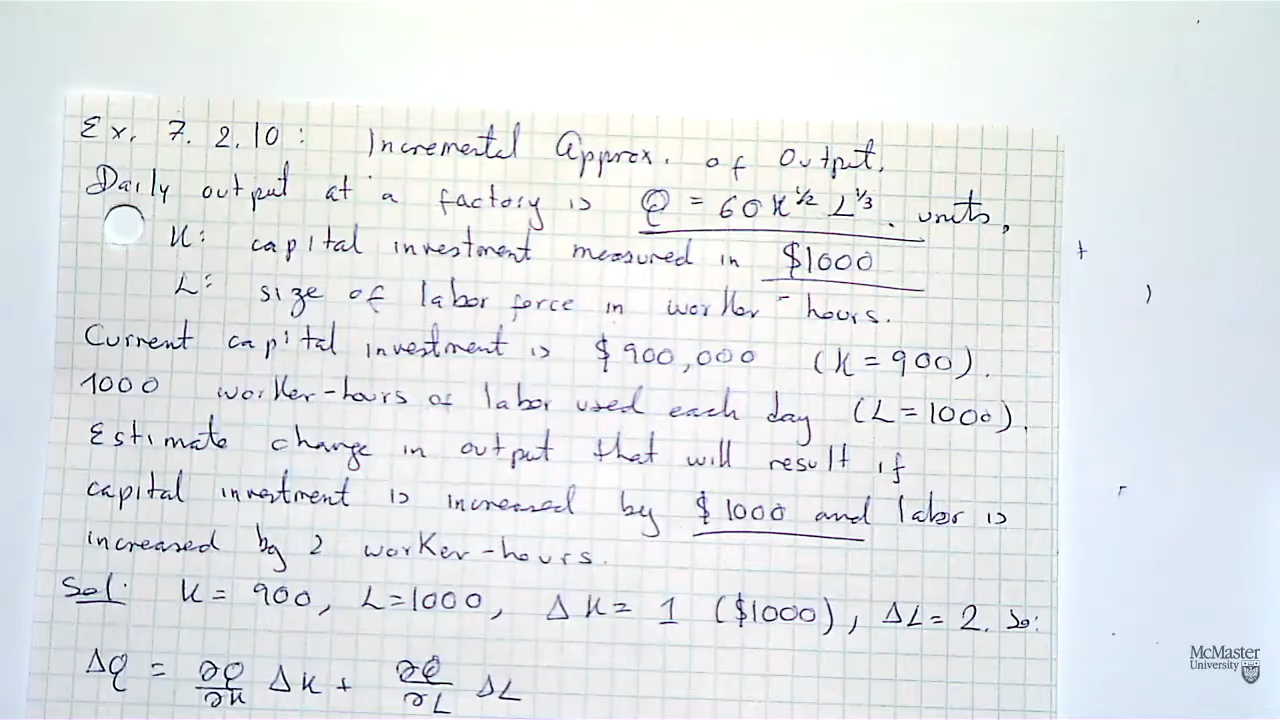 Ex. 7.2.10: Incremental Approx. of Output.
Daily output at a factory is Q = 60K^1/2 L^1/3 . units,
K: capital investment measured in $1000
L: size of labor force in worker-hours.
Current capital investment is $900,000 (K=900).
1000 worker-hours of labor used each day (L=1000).
Estimate change in output that will result if
capital investment is increased by $1000 and labor is
increased by 2 worker-hours.
Sol: K = 900, L=1000, ΔK = 1 ($1000), ΔL = 2. So:
ΔQ = ∂Q/∂K ΔK + ∂Q/∂L ΔL
McMaster
University